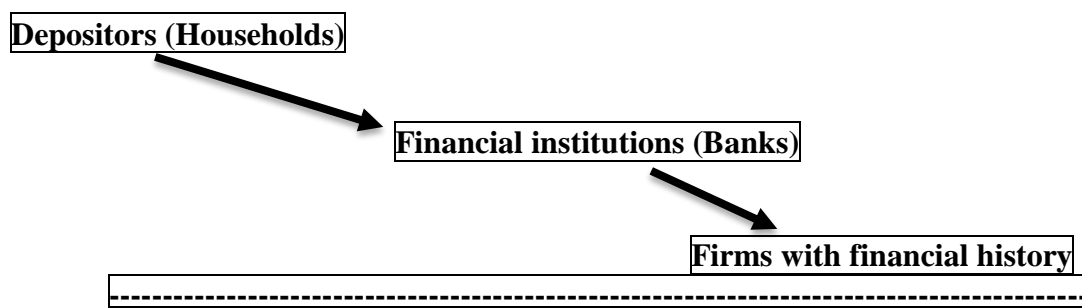 Depositors (Households)
Financial institutions (Banks)
Firms with financial history
--------------------------------------------------------------------------------